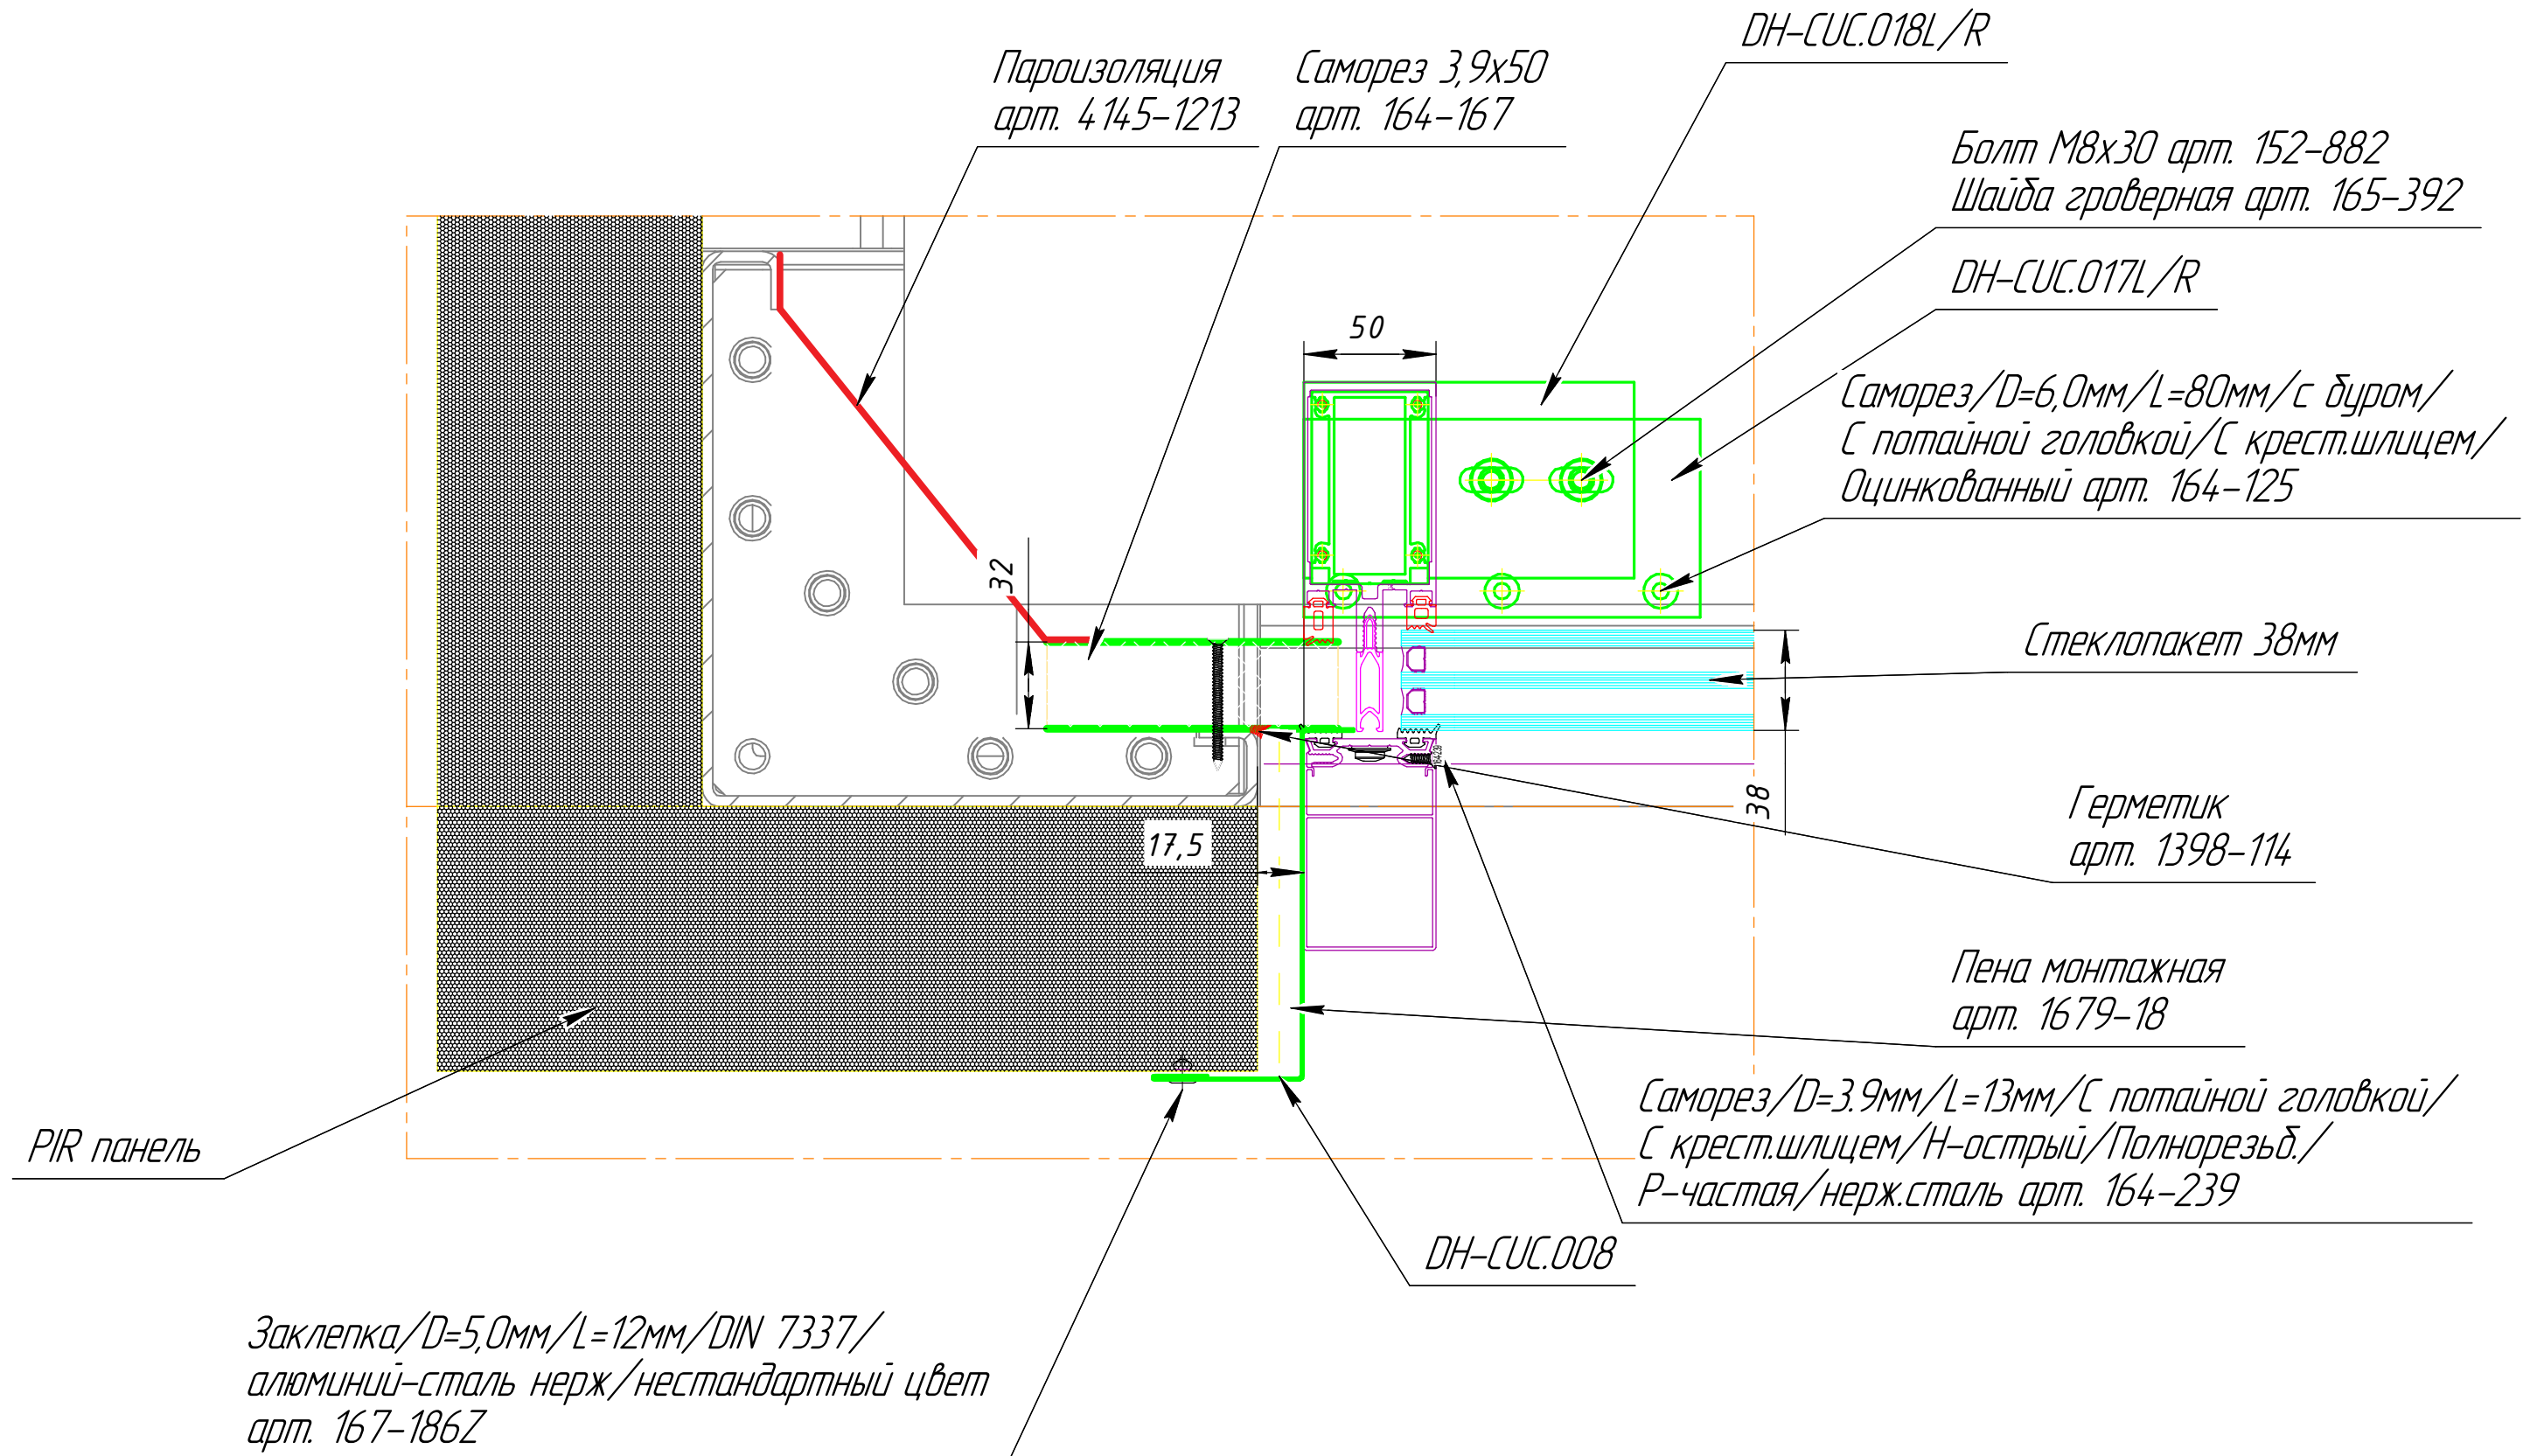 DH-CUC.018L/R
Пароизоляция
арт. 4145-1213
Саморез 3,9х50
арт. 164-167
Болт М8х30 арт. 152-882
Шайба гроверная арт. 165-392
DH-CUC.017L/R
50
Саморез/D=6,0мм/L=80мм/с буром/
С потайной головкой/С крест.шлицем/
Оцинкованный арт. 164-125
32
Стеклопакет 38мм
164-239
38
Герметик
арт. 1398-114
17,5
Пена монтажная
арт. 1679-18
Саморез/D=3.9мм/L=13мм/С потайной головкой/
С крест.шлицем/Н-острый/Полнорезьб./
Р-частая/нерж.сталь арт. 164-239
PIR панель
DH-CUC.008
Заклепка/D=5,0мм/L=12мм/DIN 7337/
алюминий-сталь нерж/нестандартный цвет
арт. 167-186Z